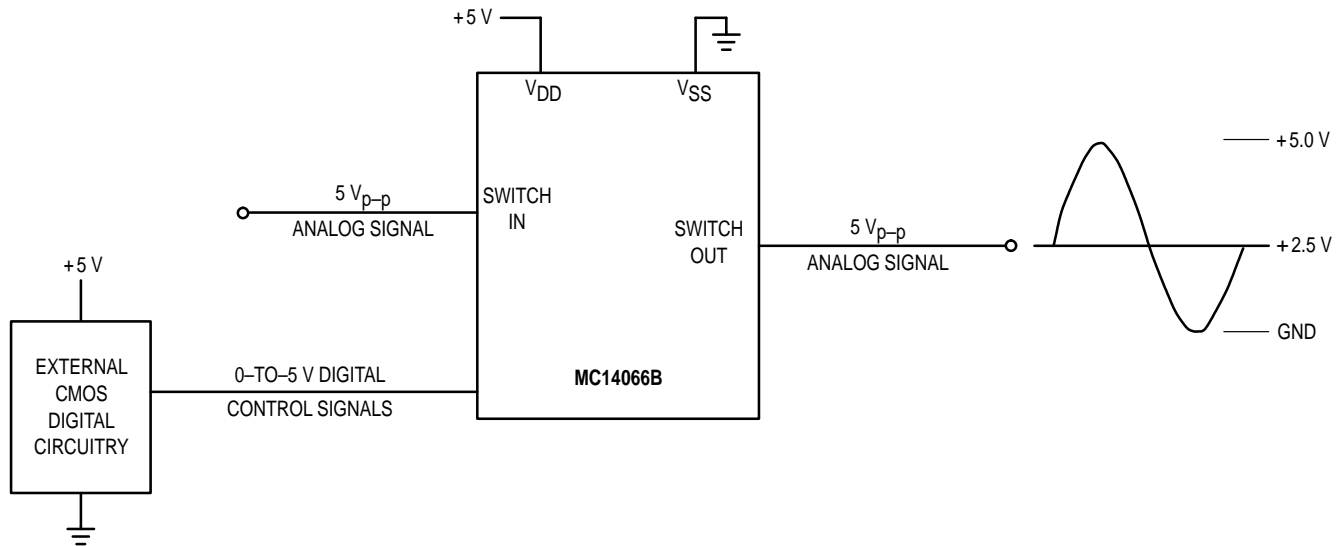 +5 V
VDD
VSS
+5.0 V
5 Vp–p
ANALOG SIGNAL
SWITCH
IN
SWITCH
OUT
5 Vp–p
ANALOG SIGNAL
+2.5 V
GND
+5 V
EXTERNAL
CMOS
DIGITAL
CIRCUITRY
0–TO–5 V DIGITAL
CONTROL SIGNALS
MC14066B